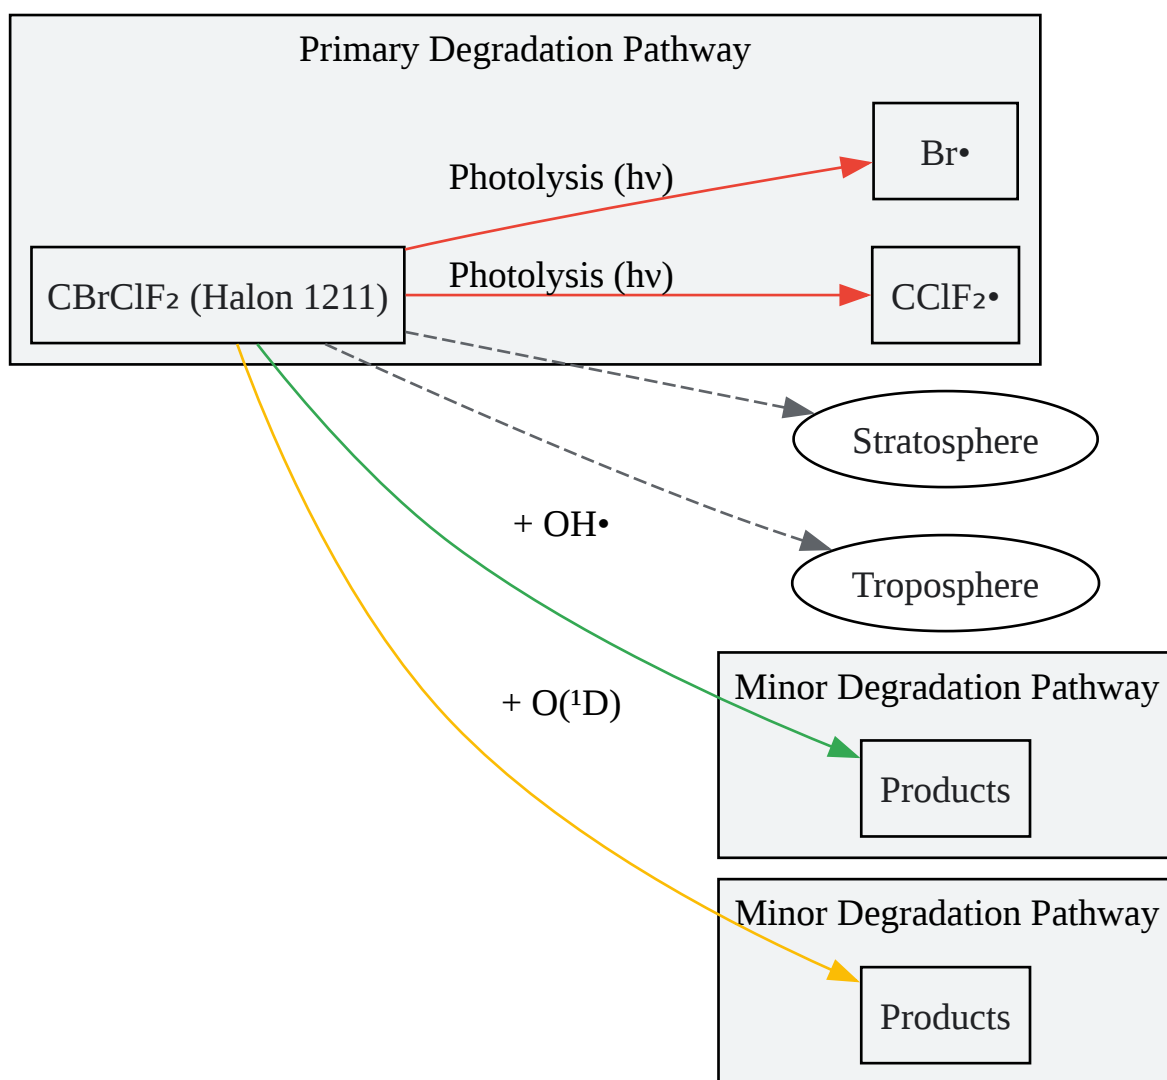 Primary Degradation Pathway
Br•
Photolysis (hν)
Photolysis (hν)
CBrClF₂ (Halon 1211)
CClF₂•
Stratosphere
+ OH•
Troposphere
Minor Degradation Pathway
+ O(¹D)
Products
Minor Degradation Pathway
Products